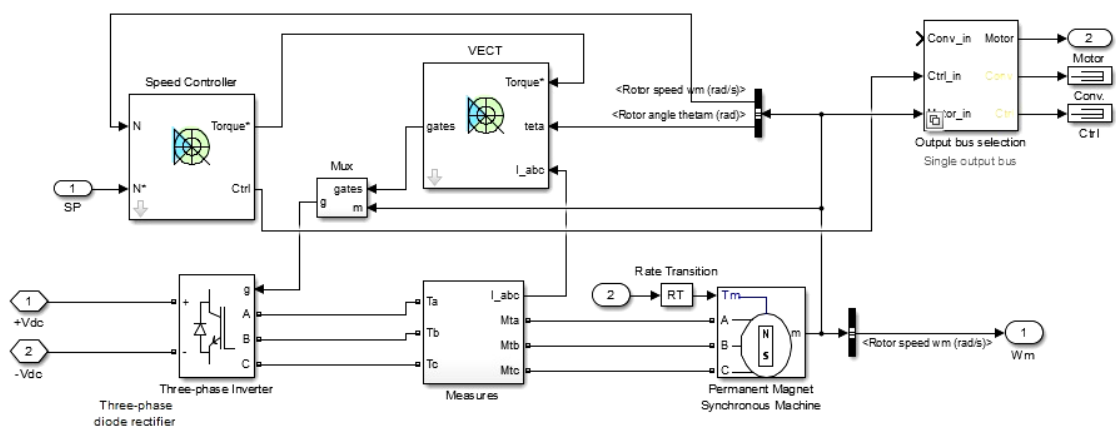 VECT
Speed Controller
N
N*
Torque*
Ctrl
1
SP
Torque*
gates
teta
I_abc
Mux
gates
g
m
<Rotor speed wm (rad/s)>
<Rotor angle thetam (rad)>
Conv_in
Ctrl_in
Motor
Conv
Ctrl
Output bus selection
Single output bus
2
Motor
Conv.
Ctrl
1
+Vdc
2
-Vdc
+
-
g
A
B
C
Three-phase Inverter
Three-phase
diode rectifier
Ta
Tb
Tc
I_abc
Mta
Mtb
Mtc
Measures
Rate Transition
2
RT
Tm
A
B
C
N
S
m
Permanent Magnet
Synchronous Machine
<Rotor speed wm (rad/s)>
1
Wm